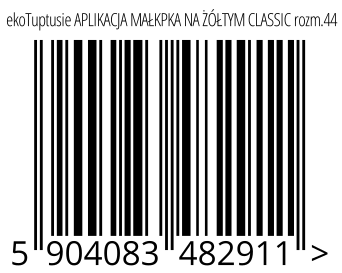 ekoTuptusie APLIKACJA MAŁKPKA NA ŻÓŁTYM CLASSIC rozm.44
5 904083 482911 >